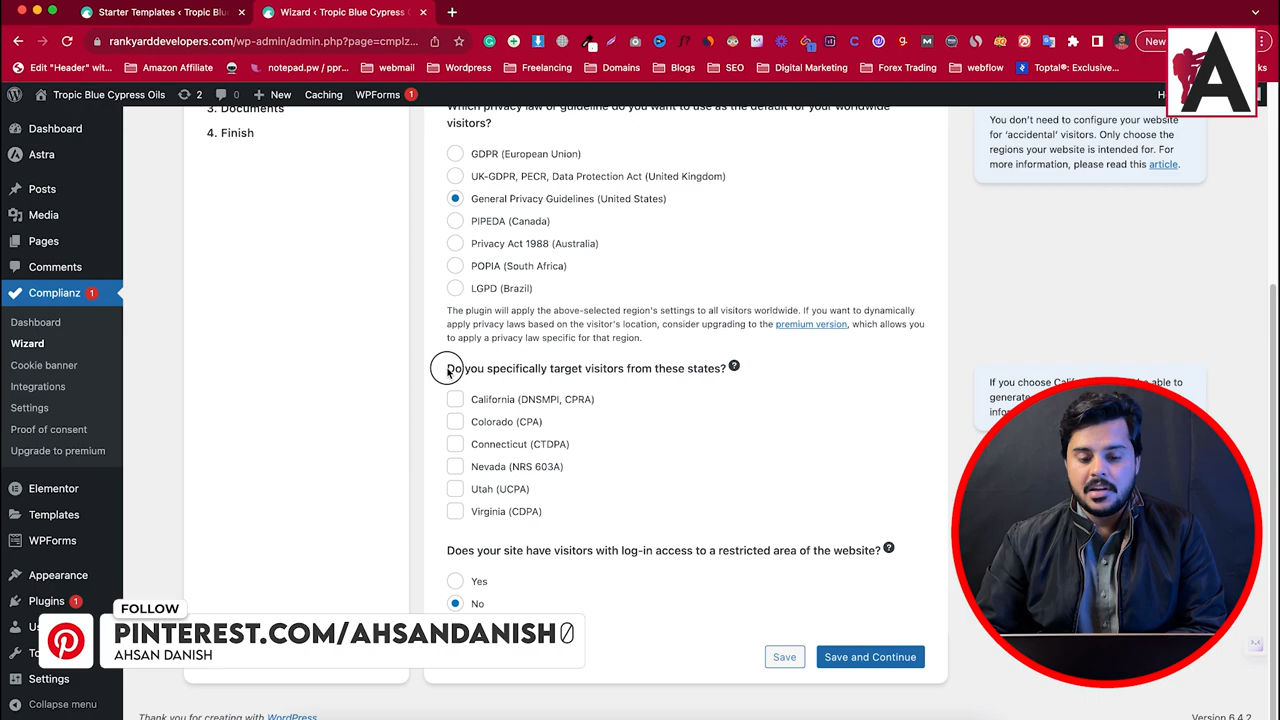 Starter Templates < Tropic Blu
Wizard < Tropic Blue Cypress O
rankyarddevelopers.com/wp-admin/admin.php?page=cmplz_
New
Edit "Header" wit...
Amazon Affiliate
notepad.pw / ppr...
webmail
Wordpress
Freelancing
Domains
Blogs
SEO
Digital Marketing
Forex Trading
webflow
Toptal®: Exclusive...
Tropic Blue Cypress Oils
2
0
New
Caching
WPForms 1
A
Dashboard
Astra
Posts
Media
Pages
Comments
Complianz 1
Dashboard
Wizard
Cookie banner
Integrations
Settings
Proof of consent
Upgrade to premium
Elementor
Templates
WPForms
Appearance
Plugins 1
Settings
Collapse menu
3. Documents
4. Finish
Which privacy law or guideline do you want to use as the default for your worldwide
visitors?
GDPR (European Union)
UK-GDPR, PECR, Data Protection Act (United Kingdom)
General Privacy Guidelines (United States)
PIPEDA (Canada)
Privacy Act 1988 (Australia)
POPIA (South Africa)
LGPD (Brazil)
The plugin will apply the above-selected region's settings to all visitors worldwide. If you want to dynamically
apply privacy laws based on the visitor's location, consider upgrading to the premium version, which allows you
to apply a privacy law specific for that region.
Do you specifically target visitors from these states?
California (DNSMPI, CPRA)
Colorado (CPA)
Connecticut (CTDPA)
Nevada (NRS 603A)
Utah (UCPA)
Virginia (CDPA)
Does your site have visitors with log-in access to a restricted area of the website?
Yes
No
Save
Save and Continue
You don't need to configure your website
for 'accidental' visitors. Only choose the
regions your website is intended for. For
more information, please read this article.
If you choose able to
FOLLOW
PINTEREST.COM/AHSANDANISH0
AHSAN DANISH
Thank you for creating with WordPress
Version 6.4.2